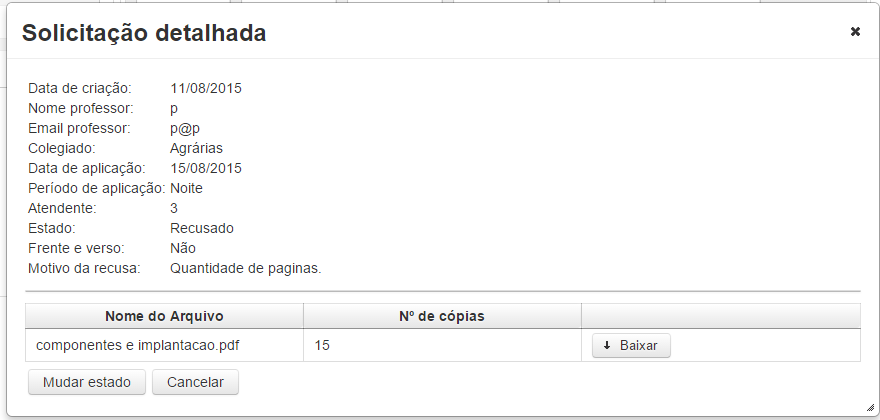 Solicitação detalhada
Data de criação: 11/08/2015
Nome professor: p
Email professor: p@p
Colegiado: Agrárias
Data de aplicação: 15/08/2015
Período de aplicação: Noite
Atendente: 3
Estado: Recusado
Frente e verso: Não
Motivo da recusa: Quantidade de paginas.
Nome do Arquivo Nº de cópias
componentes e implantacao.pdf 15 Baixar
Mudar estado Cancelar